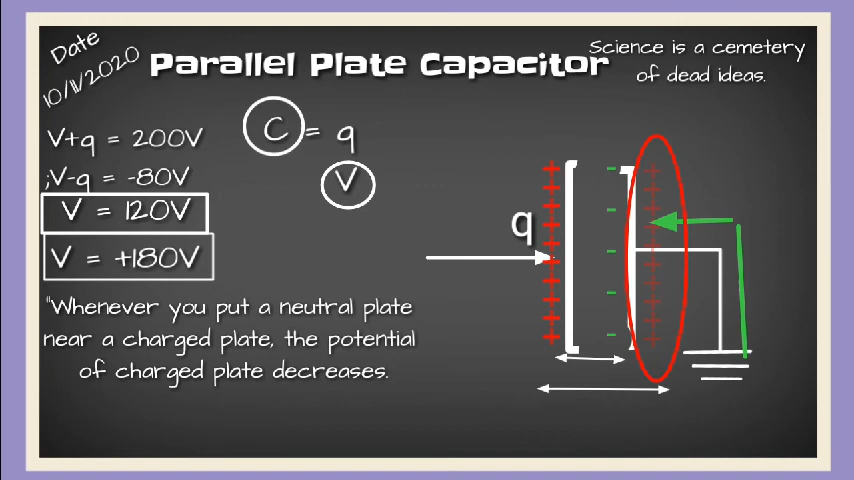 Date
10/11/2020
Parallel Plate Capacitor
Science is a cemetery
of dead ideas.
V+q = 200V
;V-q = -80V
V = 120V
V = +180V
C = q
V
q
"Whenever you put a neutral plate
near a charged plate, the potential
of charged plate decreases.